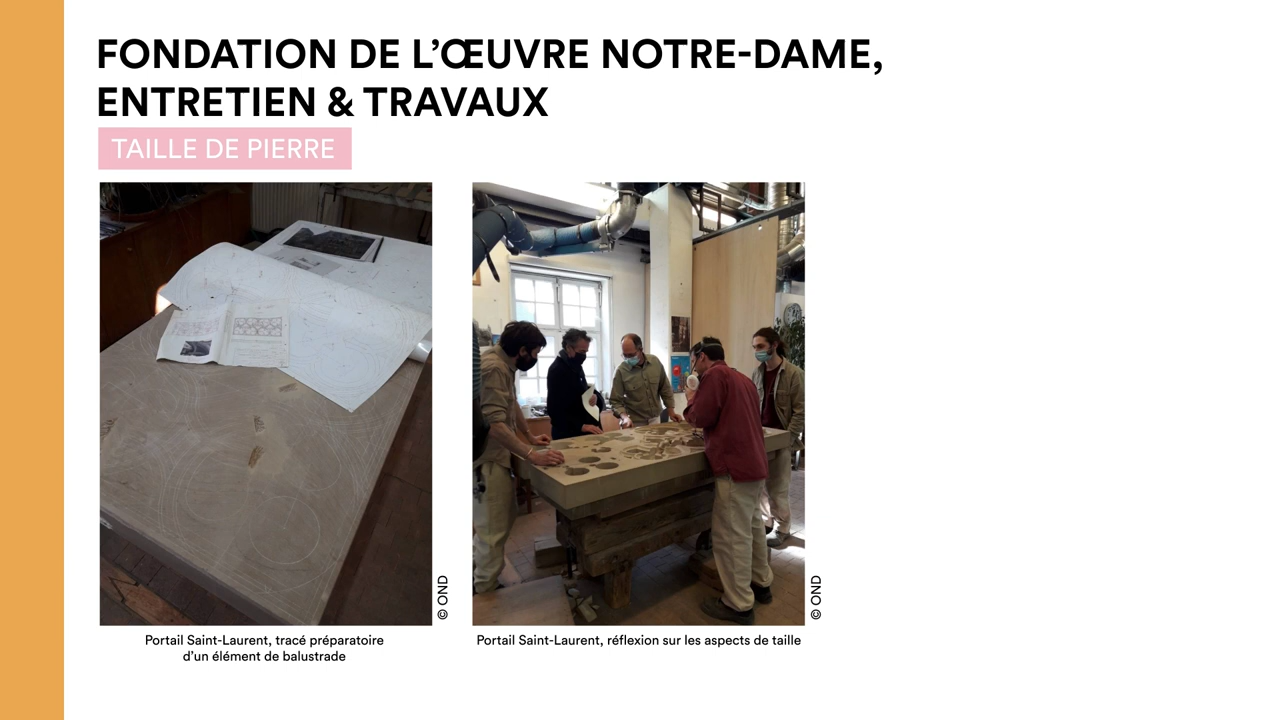 FONDATION DE L’ŒUVRE NOTRE-DAME,
ENTRETIEN & TRAVAUX
TAILLE DE PIERRE
© OND
Portail Saint-Laurent, tracé préparatoire
d’un élément de balustrade
© OND
Portail Saint-Laurent, réflexion sur les aspects de taille